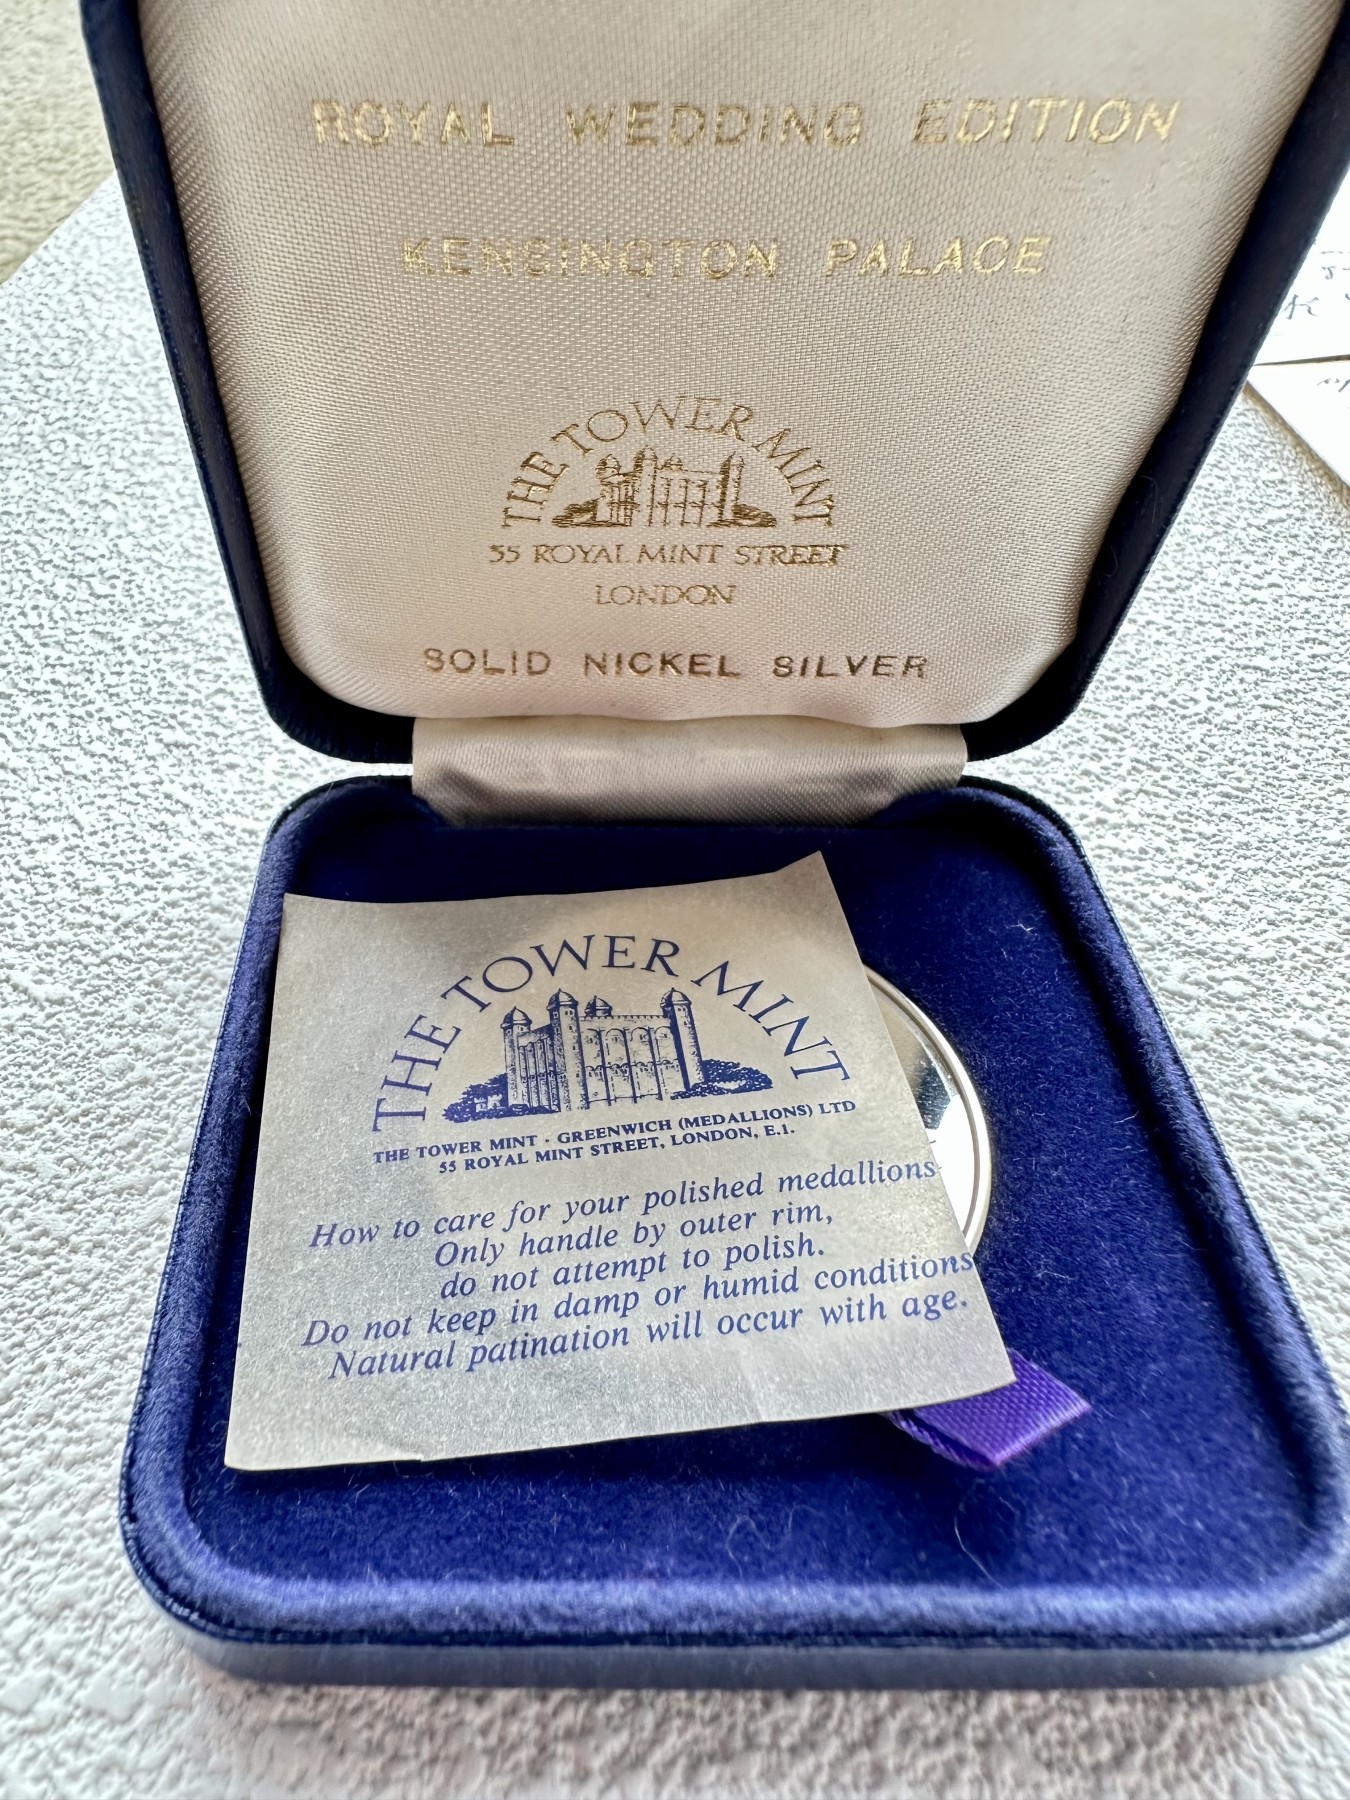 ROYAL WEDDING EDITION
KENSINGTON PALACE
THE TOWER MINT
55 ROYAL MINT STREET
LONDON
SOLID NICKEL SILVER
THE TOWER MINT
THE TOWER MINT · GREENWICH (MEDALLIONS) LTD
55 ROYAL MINT STREET, LONDON, E.1.
How to care for your polished medallions
Only handle by outer rim,
do not attempt to polish.
Do not keep in damp or humid conditions
Natural patination will occur with age.